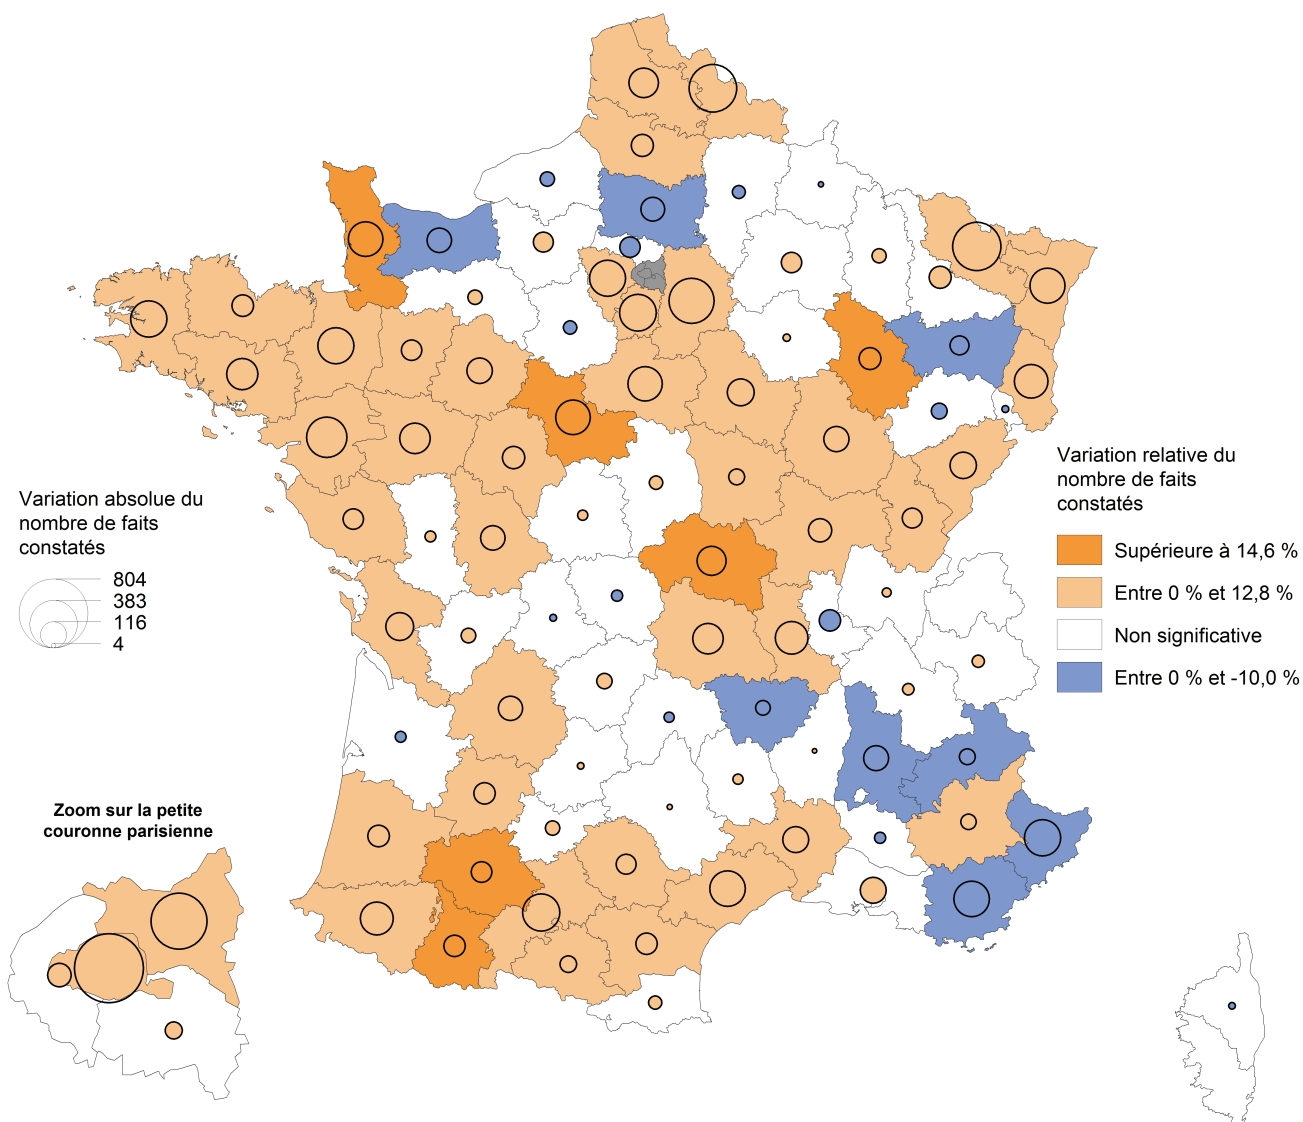 Variation relative du
nombre de faits
constatés
Supérieure à 14,6 %
Entre 0 % et 12,8 %
Non significative
Entre 0 % et -10,0 %
Variation absolue du
nombre de faits
constatés
804
383
116
4
Zoom sur la petite
couronne parisienne